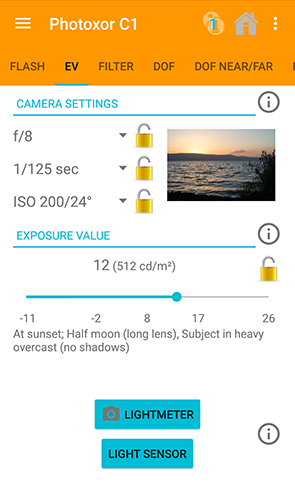 Photoxor C1
1
FLASH EV FILTER DOF DOF NEAR/FAR
CAMERA SETTINGS
f/8
1/125 sec
ISO 200/24°
EXPOSURE VALUE
12 (512 cd/m²)
-11 -2 8 17 26
At sunset; Half moon (long lens), Subject in heavy
overcast (no shadows)
LIGHTMETER
LIGHT SENSOR